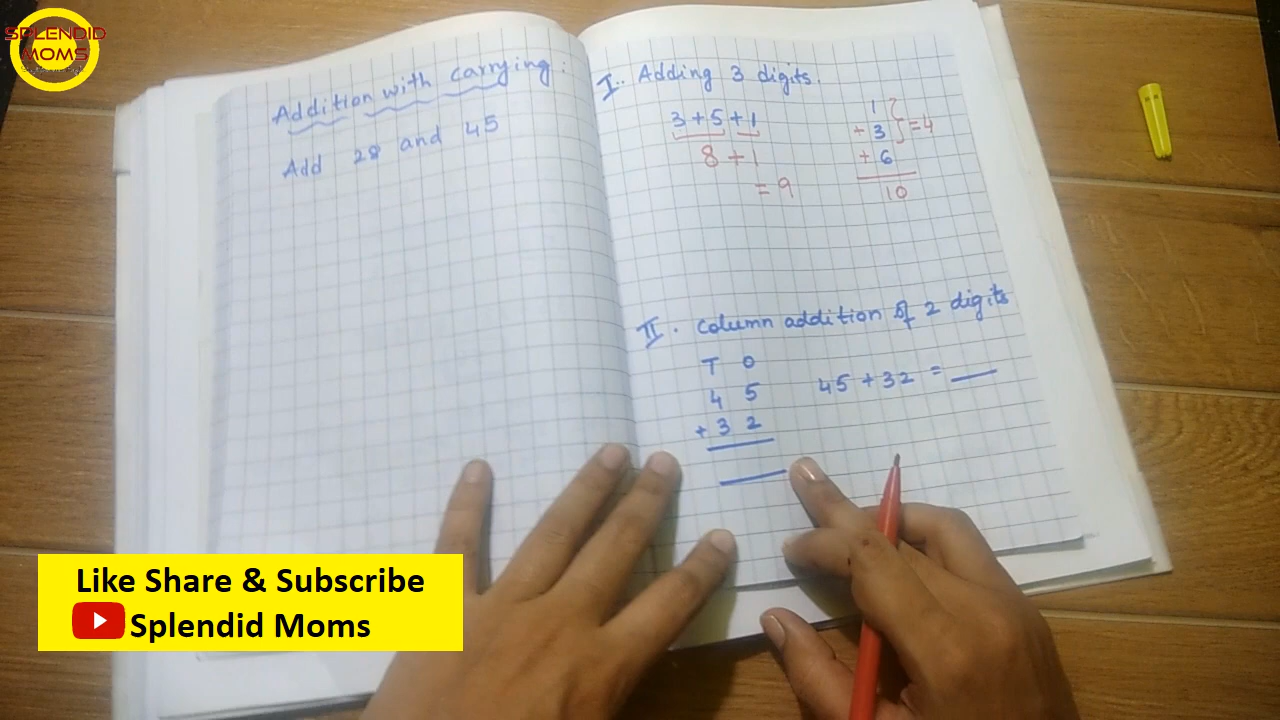 SPLENDID
MOMS
Addition with carrying :
Add 28 and 45
I.. Adding 3 digits.
3 + 5 + 1
8 + 1
= 9
1
+ 3 = 4
+ 6
10
II. Column addition of 2 digits
T O
4 5
+ 3 2
45 + 32 = __
Like Share & Subscribe
Splendid Moms